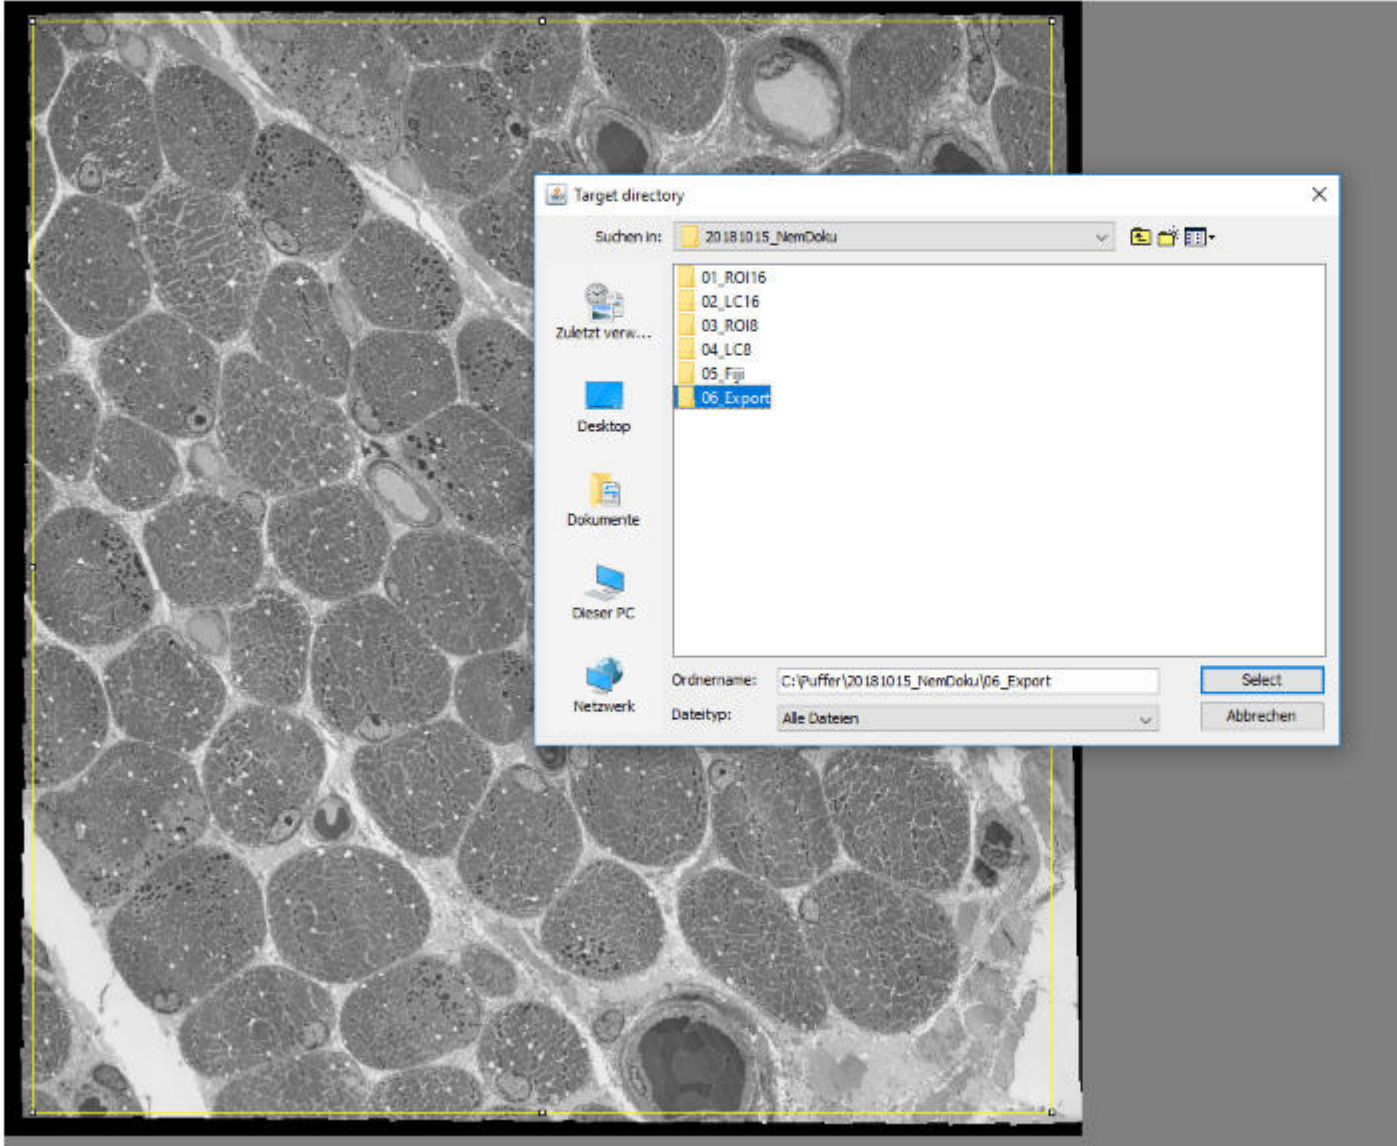 Target directory
Suchen in: 20181015_NemDoku
01_ROI16
02_LC16
03_ROI8
04_LC8
05_Fiji
06_Export
Zuletzt verw...
Desktop
Dokumente
Dieser PC
Netzwerk
Ordnername: C:\Puffer\20181015_NemDoku\06_Export Select
Dateityp: Alle Dateien Abbrechen